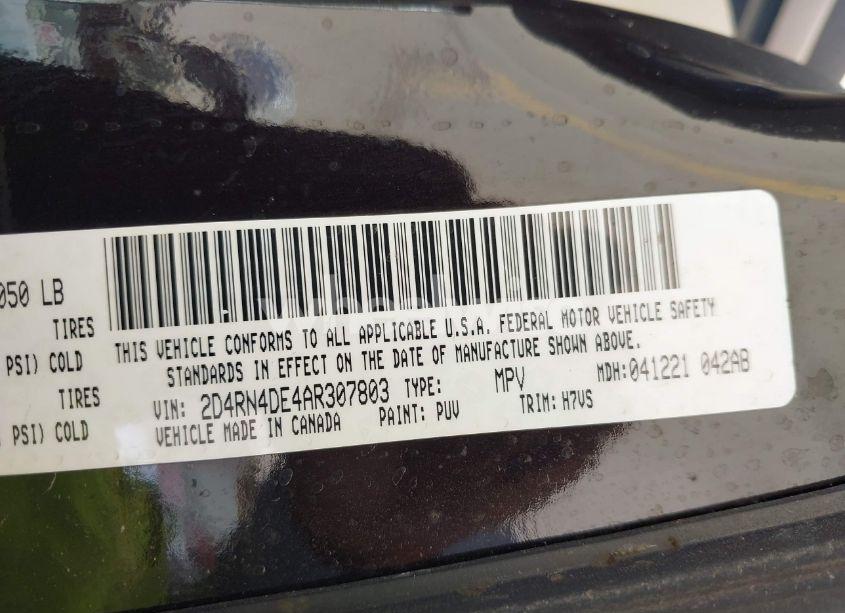 050 LB
TIRES
PSI) COLD
TIRES
PSI) COLD
THIS VEHICLE CONFORMS TO ALL APPLICABLE U.S.A. FEDERAL MOTOR VEHICLE SAFETY
STANDARDS IN EFFECT ON THE DATE OF MANUFACTURE SHOWN ABOVE.
VIN: 2D4RN4DE4AR307803 TYPE: MPV MDH:041221 042AB
VEHICLE MADE IN CANADA PAINT: PUV TRIM: H7VS